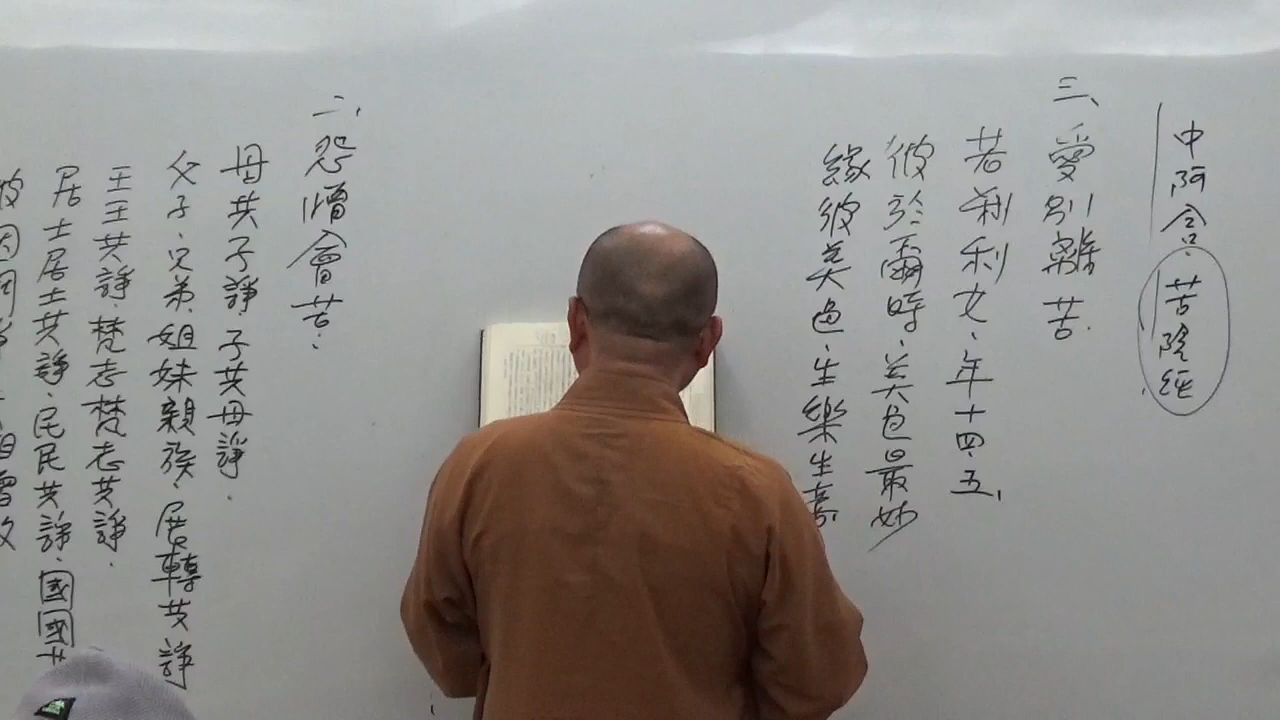 中阿含．苦陰經
三、愛別離苦．
若刹利女、年十四、五、
彼於爾時、美色最妙
緣彼美色、生樂生喜
二、怨憎會苦．
母共子諍 子共母諍．
父子、兄弟、姐妹親族、展轉共諍
王王共諍．梵志梵志共諍．
居士居士共諍．民民共諍．國國共
彼因